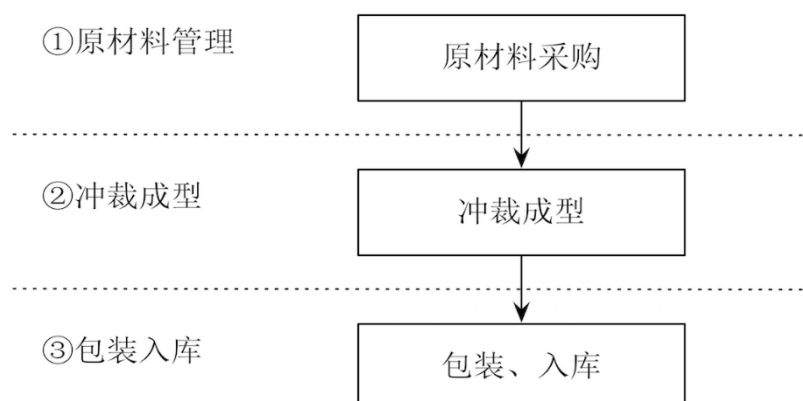 ①原材料管理
原材料采购
②冲裁成型
冲裁成型
③包装入库
包装、入库